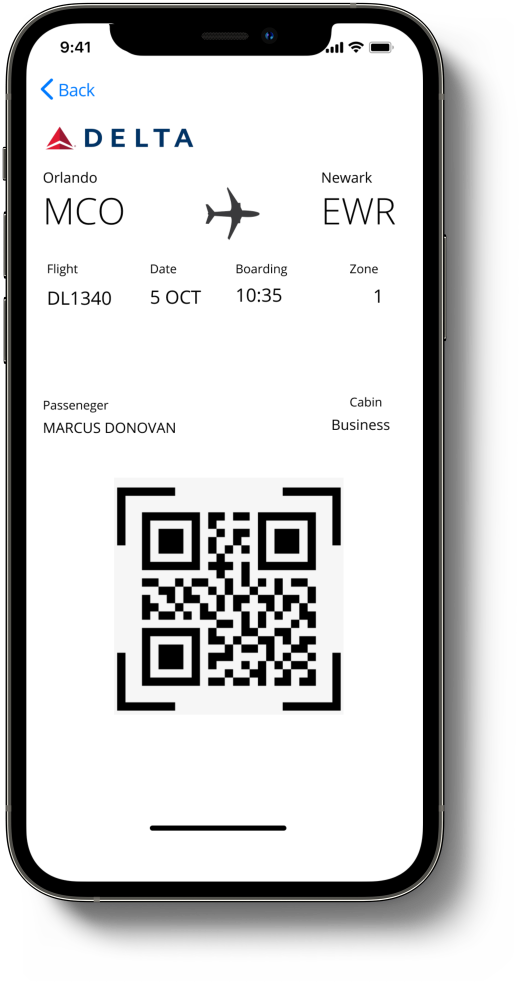 9:41
Back
DELTA
Orlando Newark
MCO EWR
Flight Date Boarding Zone
DL1340 5 OCT 10:35 1
Passeneger Cabin
MARCUS DONOVAN Business